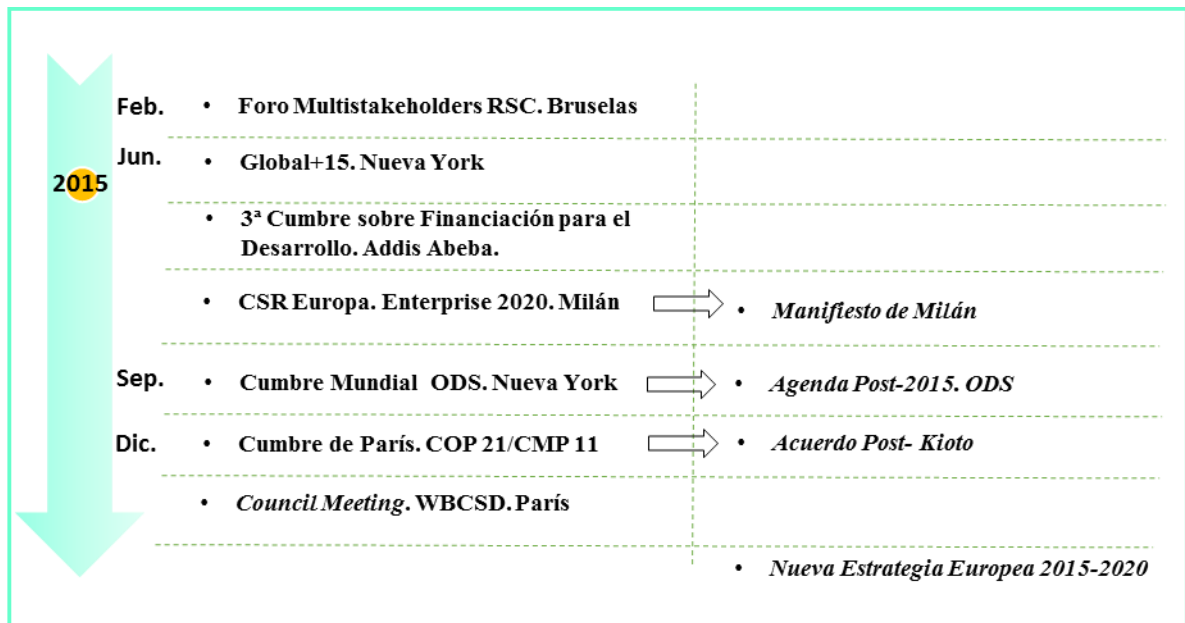 Feb.
• Foro Multistakeholders RSC. Bruselas
Jun.
• Global+15. Nueva York
2015
• 3ª Cumbre sobre Financiación para el
Desarrollo. Addis Abeba.
• CSR Europa. Enterprise 2020. Milán
• Manifiesto de Milán
Sep.
• Cumbre Mundial ODS. Nueva York
• Agenda Post-2015. ODS
Dic.
• Cumbre de París. COP 21/CMP 11
• Acuerdo Post- Kioto
• Council Meeting. WBCSD. París
• Nueva Estrategia Europea 2015-2020